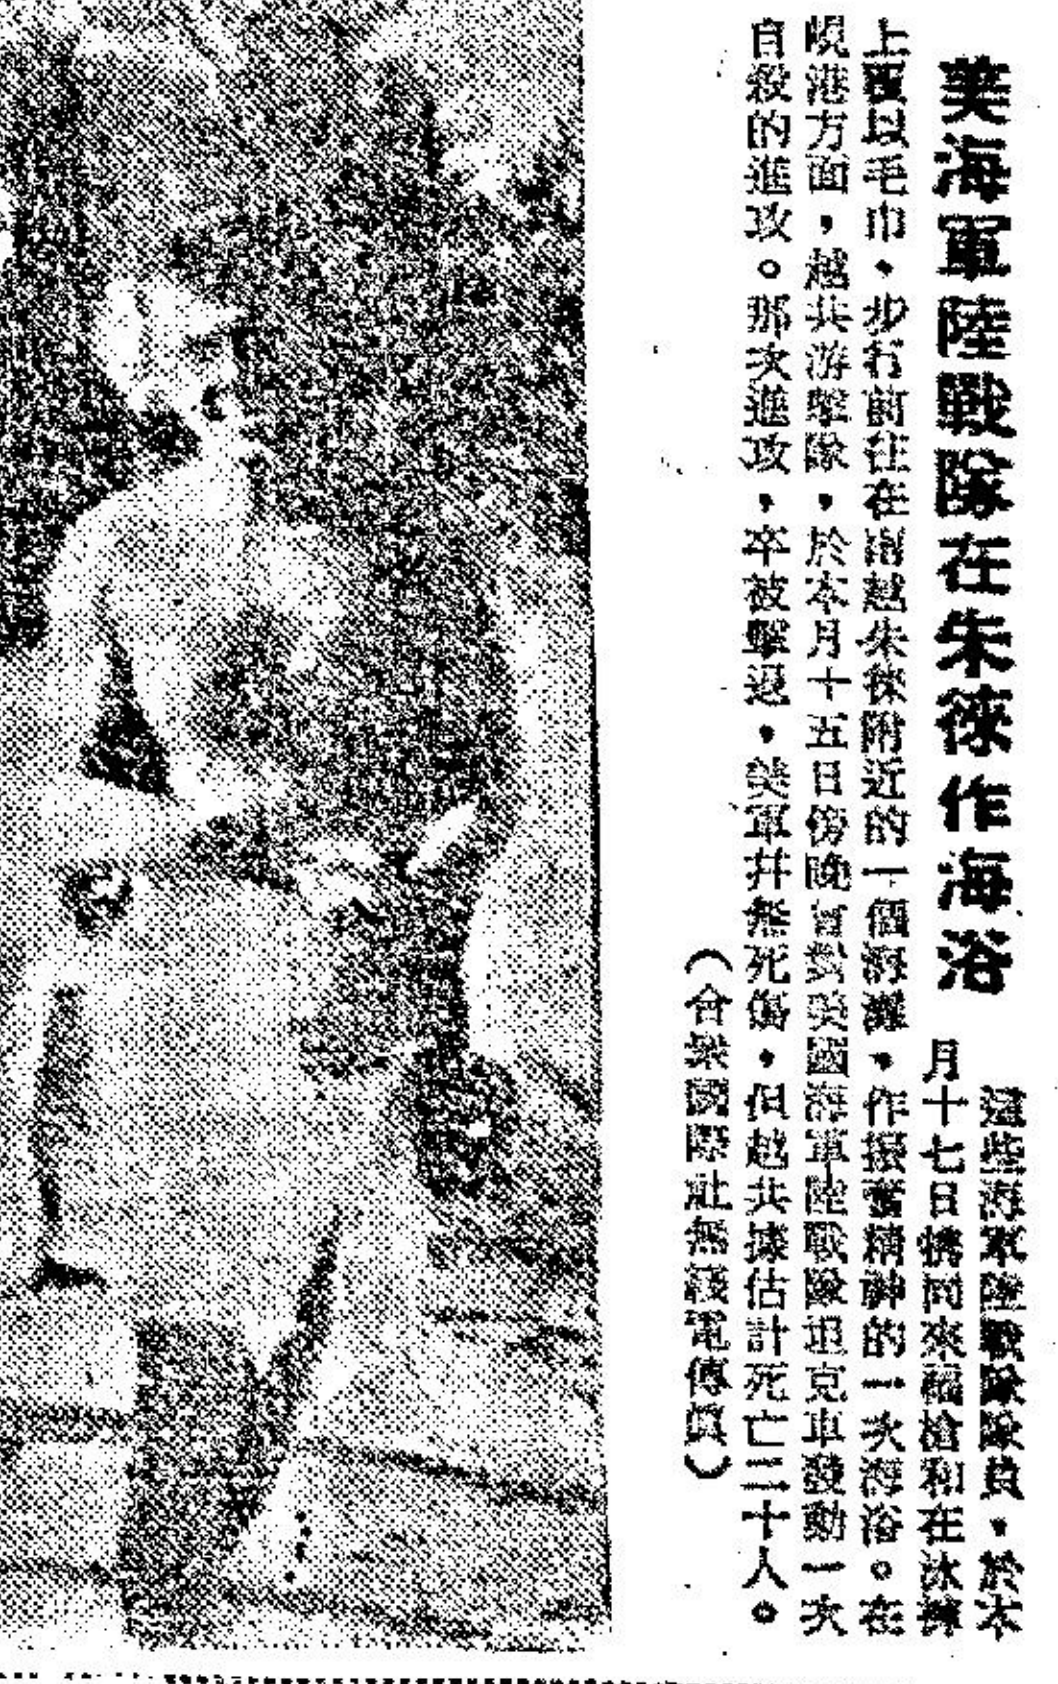 美海軍陸戰隊在朱徠作海浴
這些海軍陸戰隊隊員，於本
月十七日攜同來福槍和在泳褲
上覆以毛巾，步行前往在南越朱徠附近的一個海灘，作振奮精神的一次海浴。在
峴港方面，越共游擊隊，於本月十五日傍晚曾對美國海軍陸戰隊坦克車發動一次
自殺的進攻。那次進攻，卒被擊退，美軍幷無死傷，但越共據估計死亡二十人。
（合衆國際社無綫電傳眞）